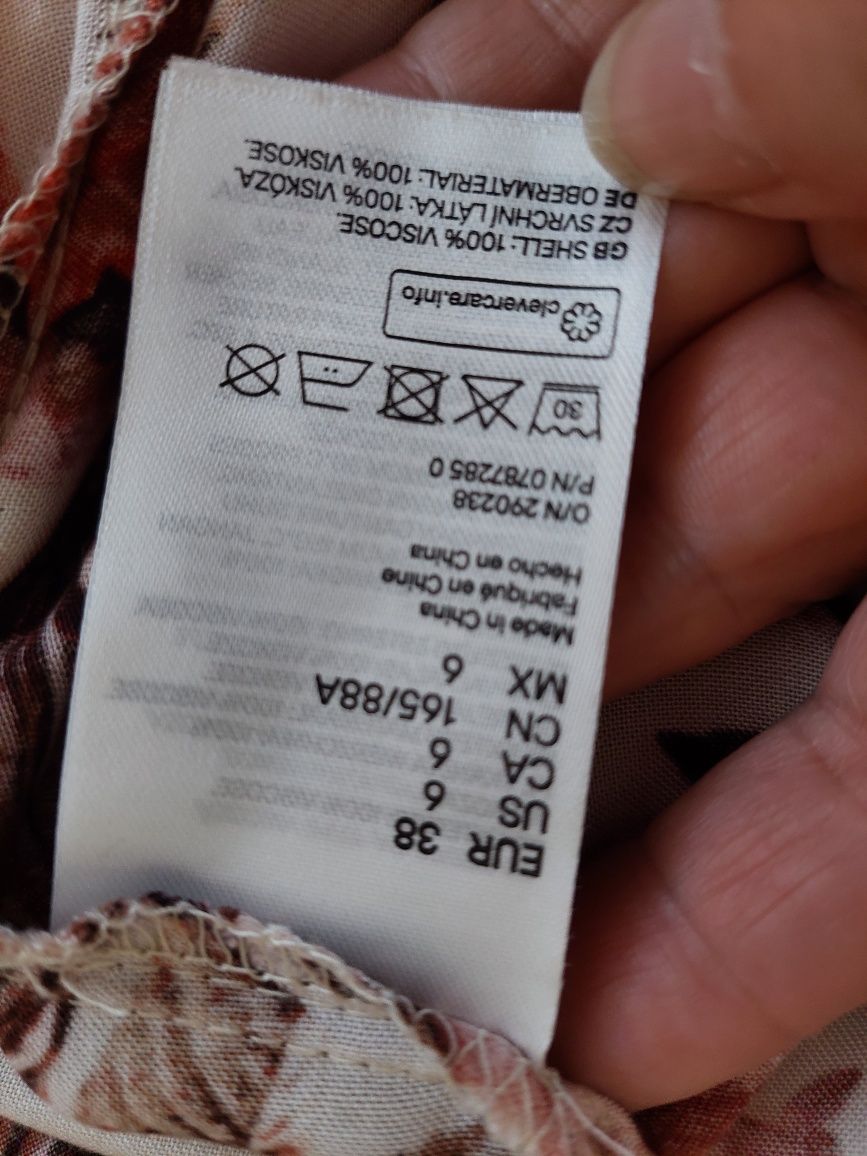 EUR 38
US 6
CA 6
CN 165/88A
MX 6
Made in China
Fabriqué en Chine
Hecho en China
O/N 290238
P/N 0787285 0
30
clevercare.info
GB SHELL: 100% VISCOSE.
CZ SVRCHNÍ LÁTKA: 100% VISKÓZA.
DE OBERMATERIAL: 100% VISKOSE.